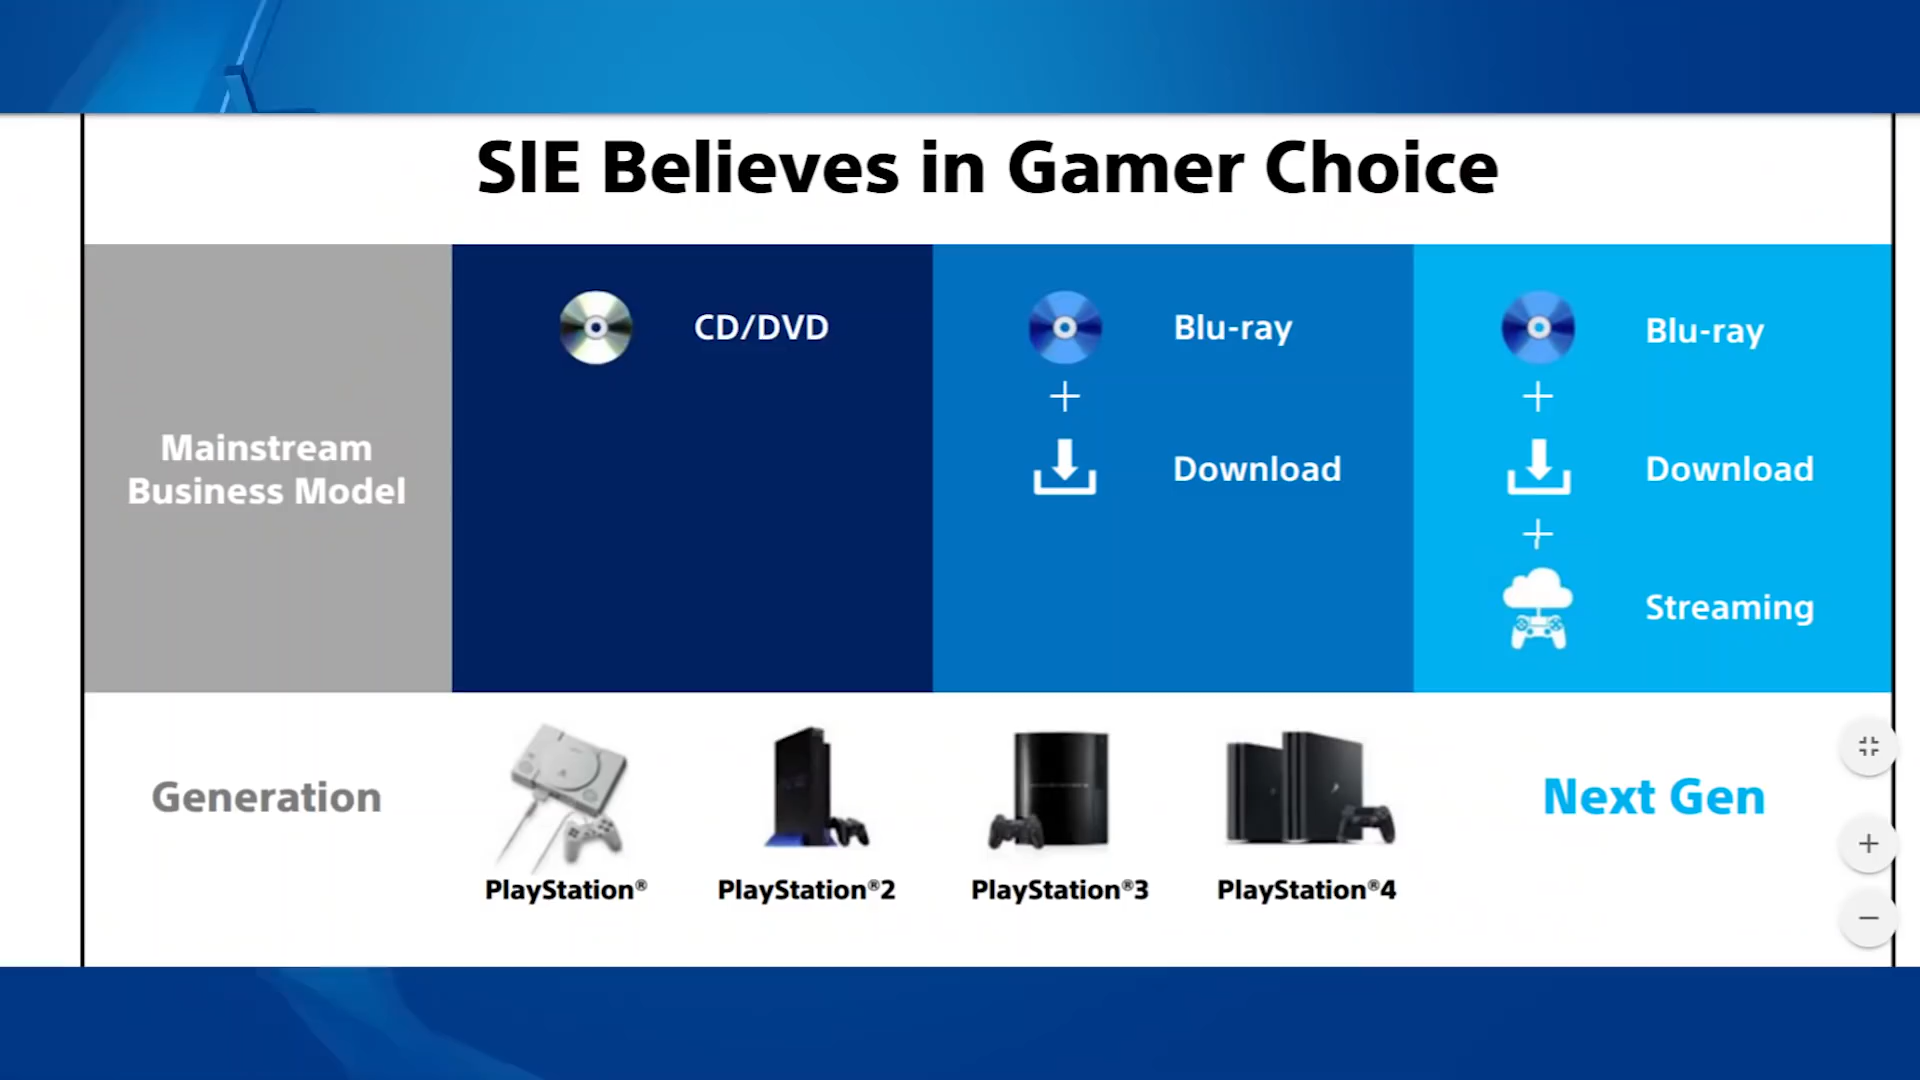 SIE Believes in Gamer Choice
Mainstream
Business Model
CD/DVD
Blu-ray
+
Download
Blu-ray
+
Download
+
Streaming
Generation
PlayStation®
PlayStation®2
PlayStation®3
PlayStation®4
Next Gen